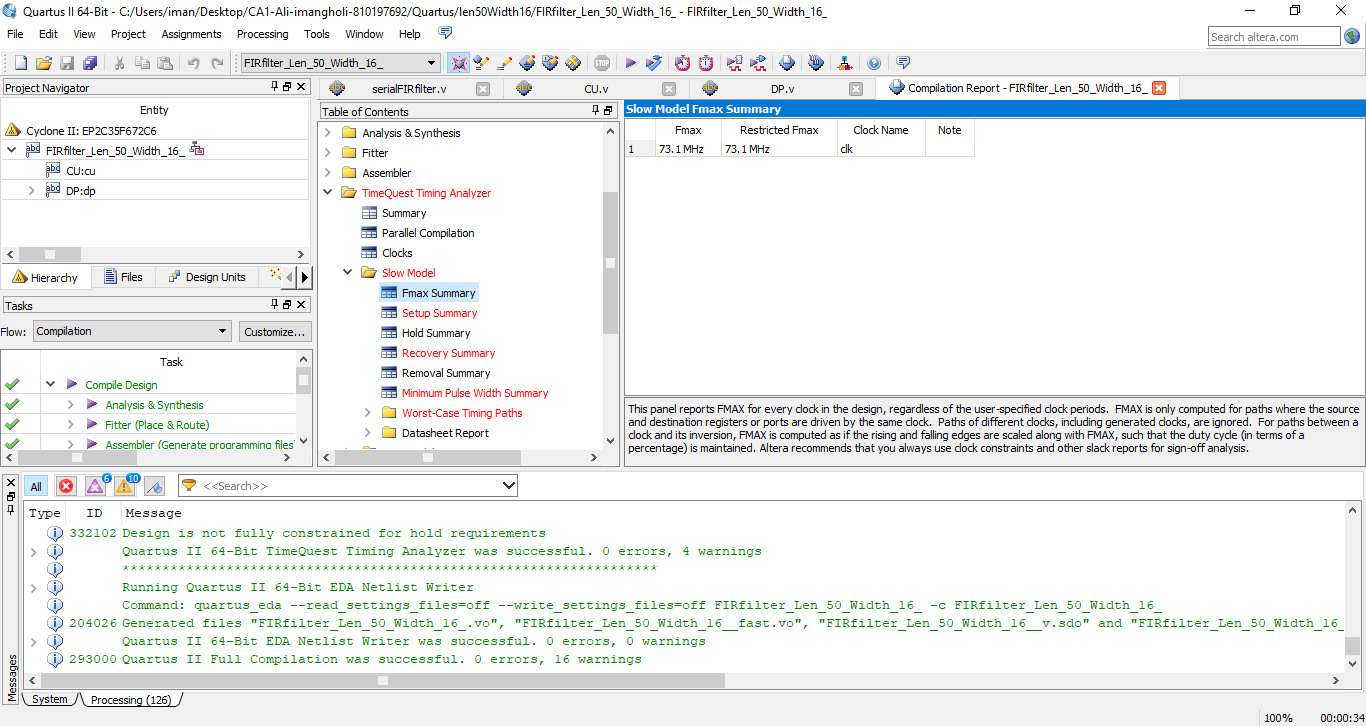 Quartus II 64-Bit - C:/Users/iman/Desktop/CA1-Ali-imangholi-810197692/Quartus/len50Width16/FIRfilter_Len_50_Width_16_ - FIRfilter_Len_50_Width_16_
File Edit View Project Assignments Processing Tools Window Help
Search altera.com
FIRfilter_Len_50_Width_16_
STOP
Project Navigator
Entity
Cyclone II: EP2C35F672C6
abc FIRfilter_Len_50_Width_16_
abc CU:cu
abc DP:dp
Hierarchy Files Design Units
Tasks
Flow: Compilation Customize...
Task
Compile Design
Analysis & Synthesis
Fitter (Place & Route)
Assembler (Generate programming files
serialFIRfilter.v CU.v DP.v Compilation Report - FIRfilter_Len_50_Width_16_
Table of Contents
Analysis & Synthesis
Fitter
Assembler
TimeQuest Timing Analyzer
Summary
Parallel Compilation
Clocks
Slow Model
Fmax Summary
Setup Summary
Hold Summary
Recovery Summary
Removal Summary
Minimum Pulse Width Summary
Worst-Case Timing Paths
Datasheet Report
Slow Model Fmax Summary
Fmax Restricted Fmax Clock Name Note
1 73.1 MHz 73.1 MHz clk
This panel reports FMAX for every clock in the design, regardless of the user-specified clock periods. FMAX is only computed for paths where the source
and destination registers or ports are driven by the same clock. Paths of different clocks, including generated clocks, are ignored. For paths between a
clock and its inversion, FMAX is computed as if the rising and falling edges are scaled along with FMAX, such that the duty cycle (in terms of a
percentage) is maintained. Altera recommends that you always use clock constraints and other slack reports for sign-off analysis.
All 6 10 <<Search>>
Type ID Message
332102 Design is not fully constrained for hold requirements
Quartus II 64-Bit TimeQuest Timing Analyzer was successful. 0 errors, 4 warnings
*******************************************************************
Running Quartus II 64-Bit EDA Netlist Writer
Command: quartus_eda --read_settings_files=off --write_settings_files=off FIRfilter_Len_50_Width_16_ -c FIRfilter_Len_50_Width_16_
204026 Generated files "FIRfilter_Len_50_Width_16_.vo", "FIRfilter_Len_50_Width_16__fast.vo", "FIRfilter_Len_50_Width_16__v.sdo" and "FIRfilter_Len_50_Width_16_
Quartus II 64-Bit EDA Netlist Writer was successful. 0 errors, 0 warnings
293000 Quartus II Full Compilation was successful. 0 errors, 16 warnings
Messages
System Processing (126)
100% 00:00:34